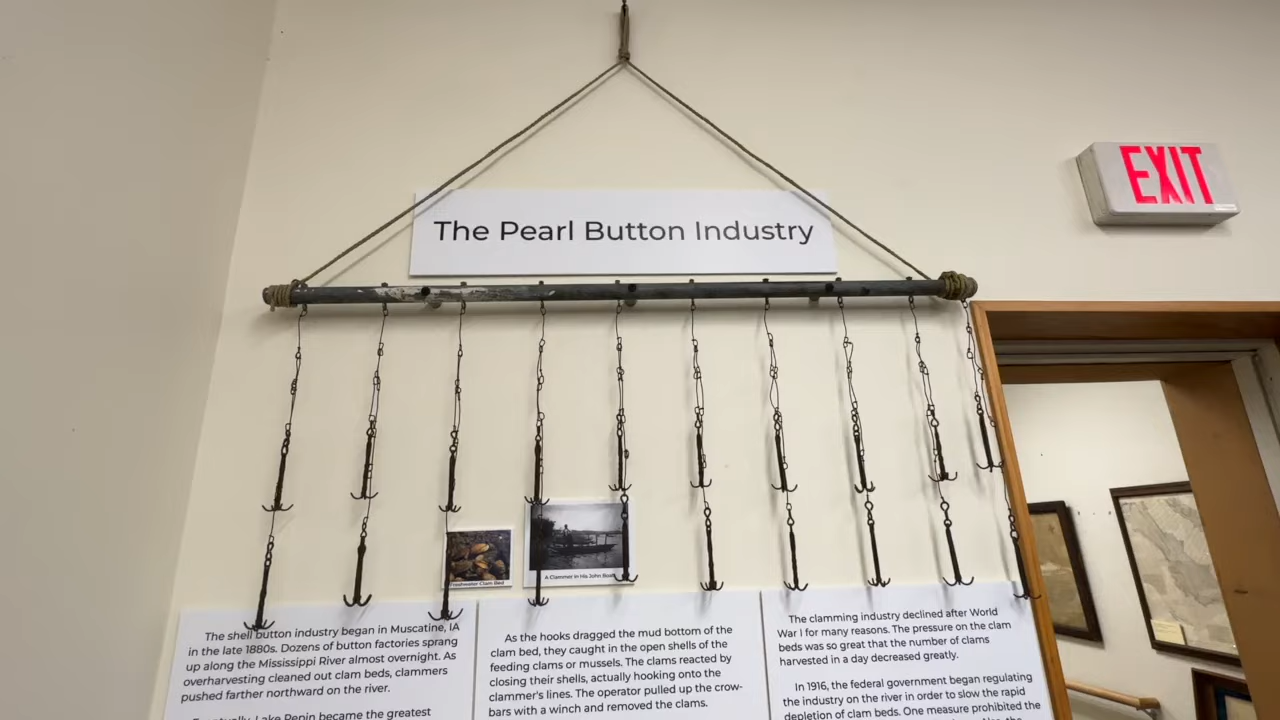 The Pearl Button Industry
EXIT
Freshwater Clam Bed
A Clammer in His John Boat
The shell button industry began in Muscatine, IA
in the late 1880s. Dozens of button factories sprang
up along the Mississippi River almost overnight. As
overharvesting cleaned out clam beds, clammers
pushed farther northward on the river.
Eventually, Lake Pepin became the greatest
As the hooks dragged the mud bottom of the
clam bed, they caught in the open shells of the
feeding clams or mussels. The clams reacted by
closing their shells, actually hooking onto the
clammer's lines. The operator pulled up the crow-
bars with a winch and removed the clams.
The clamming industry declined after World
War I for many reasons. The pressure on the clam
beds was so great that the number of clams
harvested in a day decreased greatly.
In 1916, the federal government began regulating
the industry on the river in order to slow the rapid
depletion of clam beds. One measure prohibited the